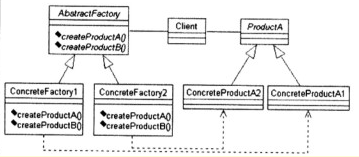 AbstractFactory
createProductA()
createProductB()
Client
ProductA
ConcreteFactory1
createProductA()
createProductB()
ConcreteFactory2
createProductA()
createProductB()
ConcreteProductA2
ConcreteProductA1